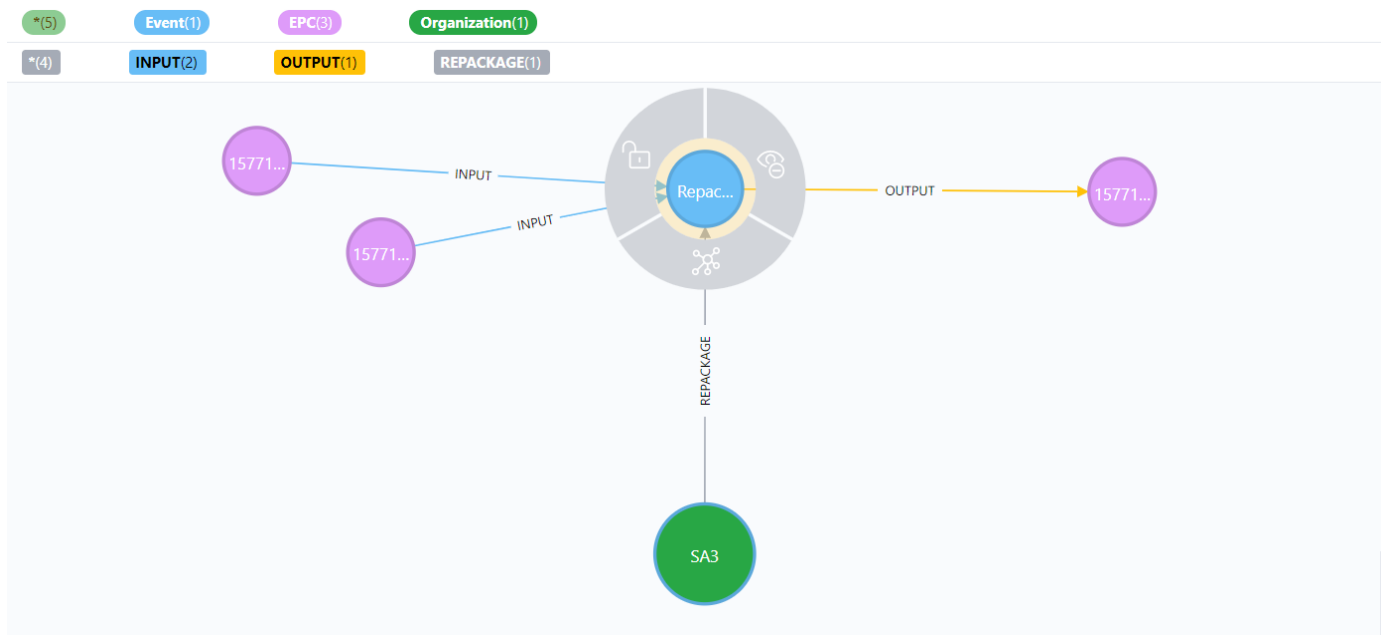 *(5) Event(1) EPC(3) Organization(1)
*(4) INPUT(2) OUTPUT(1) REPACKAGE(1)
15771...
INPUT
Repac...
OUTPUT
15771...
INPUT
15771...
REPACKAGE
SA3